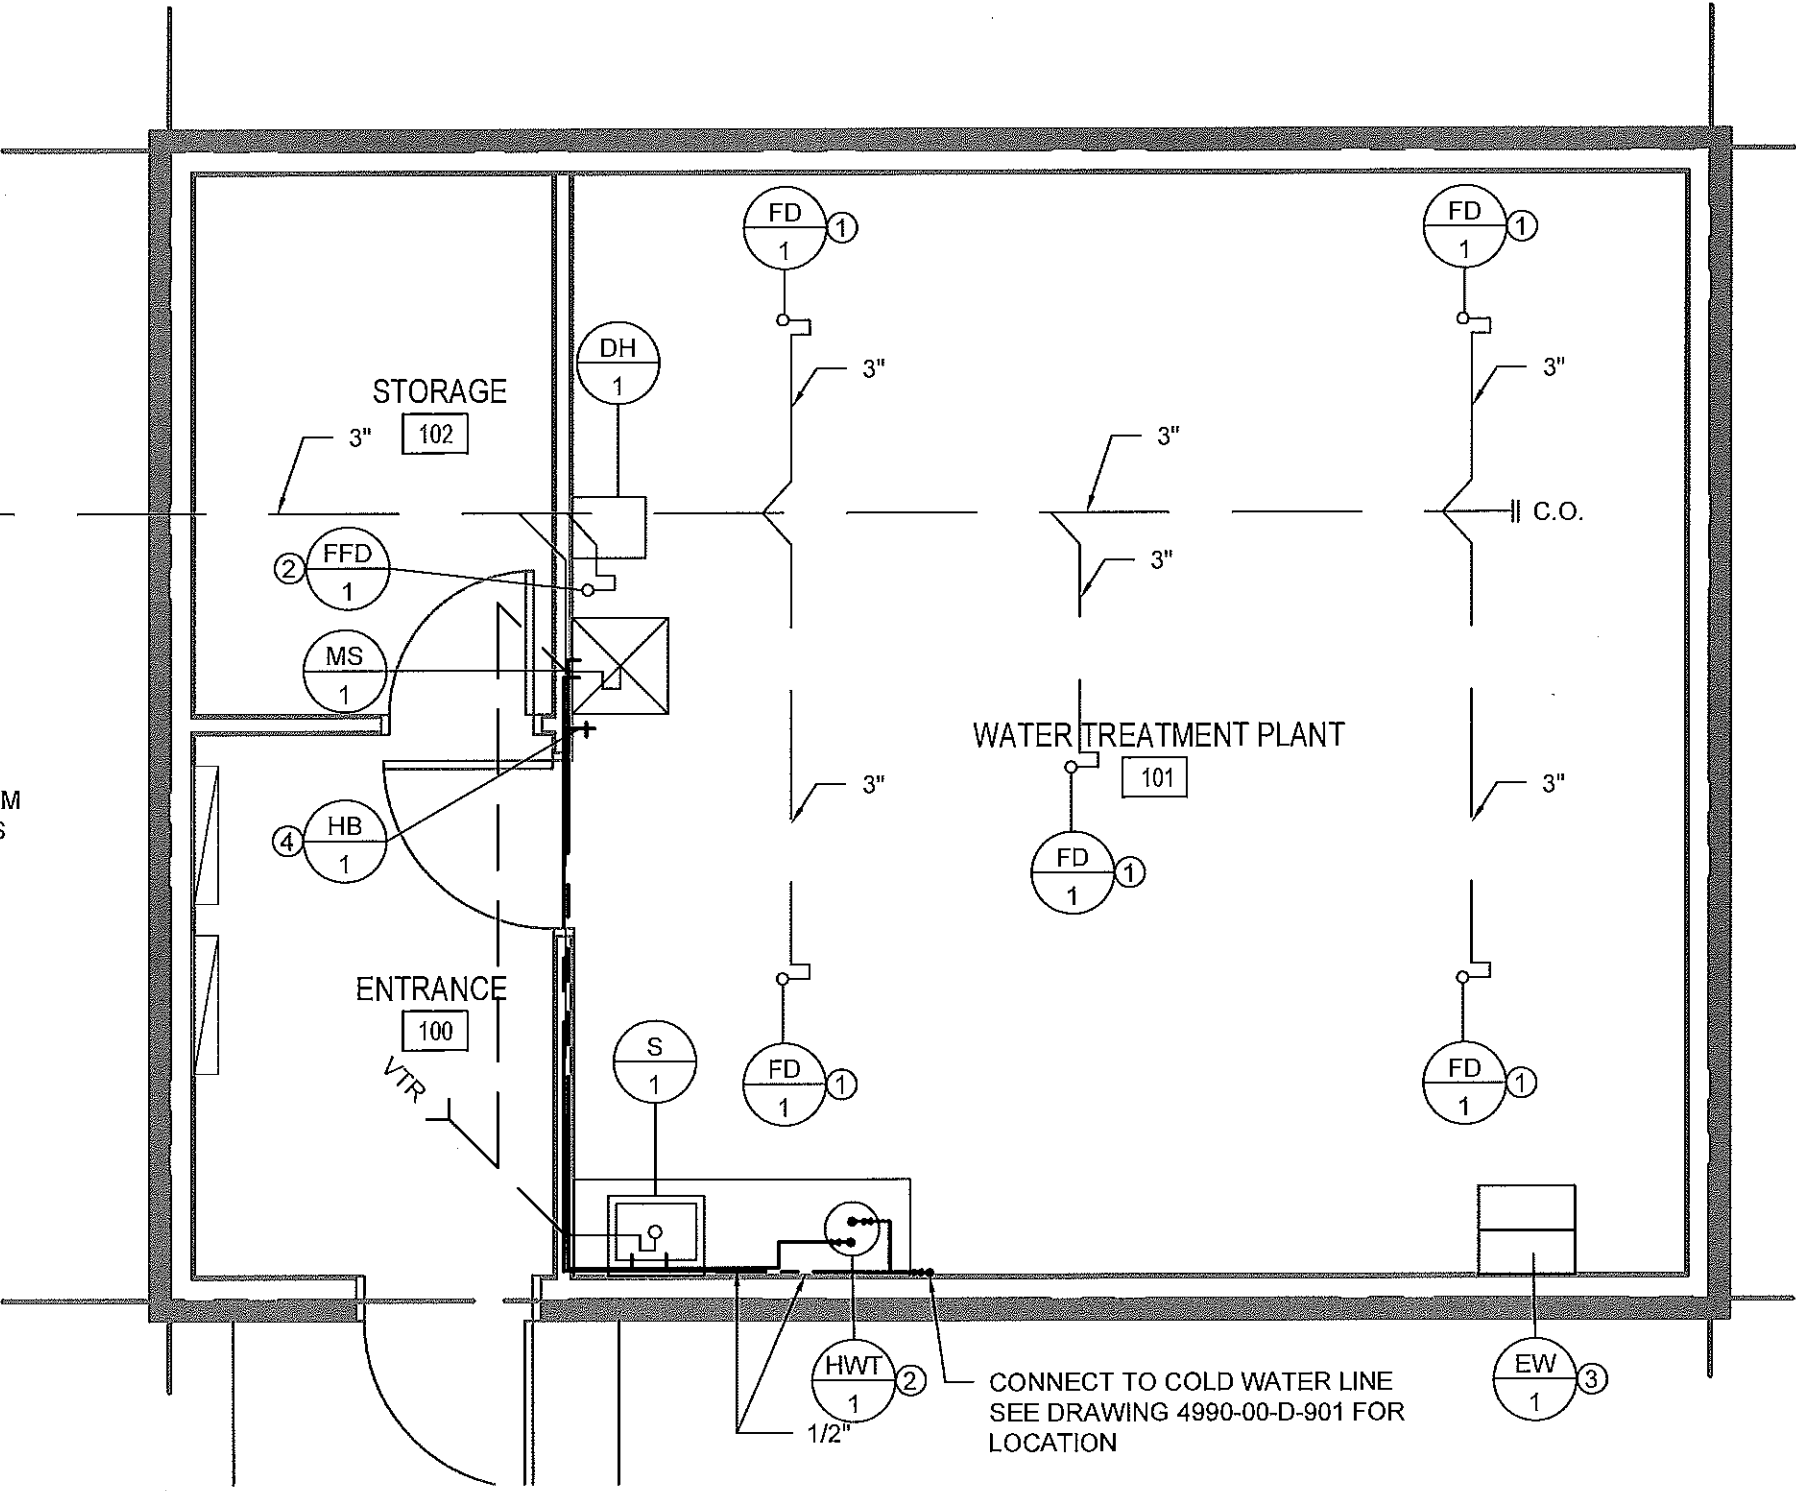 FD
1
1
FD
1
1
DH
1
3"
3"
STORAGE
102
3"
3"
C.O.
FFD
1
2
3"
MS
1
WATER TREATMENT PLANT
101
3"
3"
M
S
HB
1
4
FD
1
1
ENTRANCE
100
VTR
S
1
FD
1
1
FD
1
1
HWT
1
2
EW
1
3
1/2"
CONNECT TO COLD WATER LINE
SEE DRAWING 4990-00-D-901 FOR
LOCATION